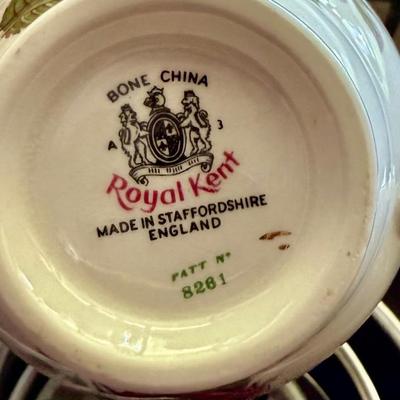 BONE CHINA
A 3
Royal Kent
MADE IN STAFFORDSHIRE
ENGLAND
PATT Nº
8261